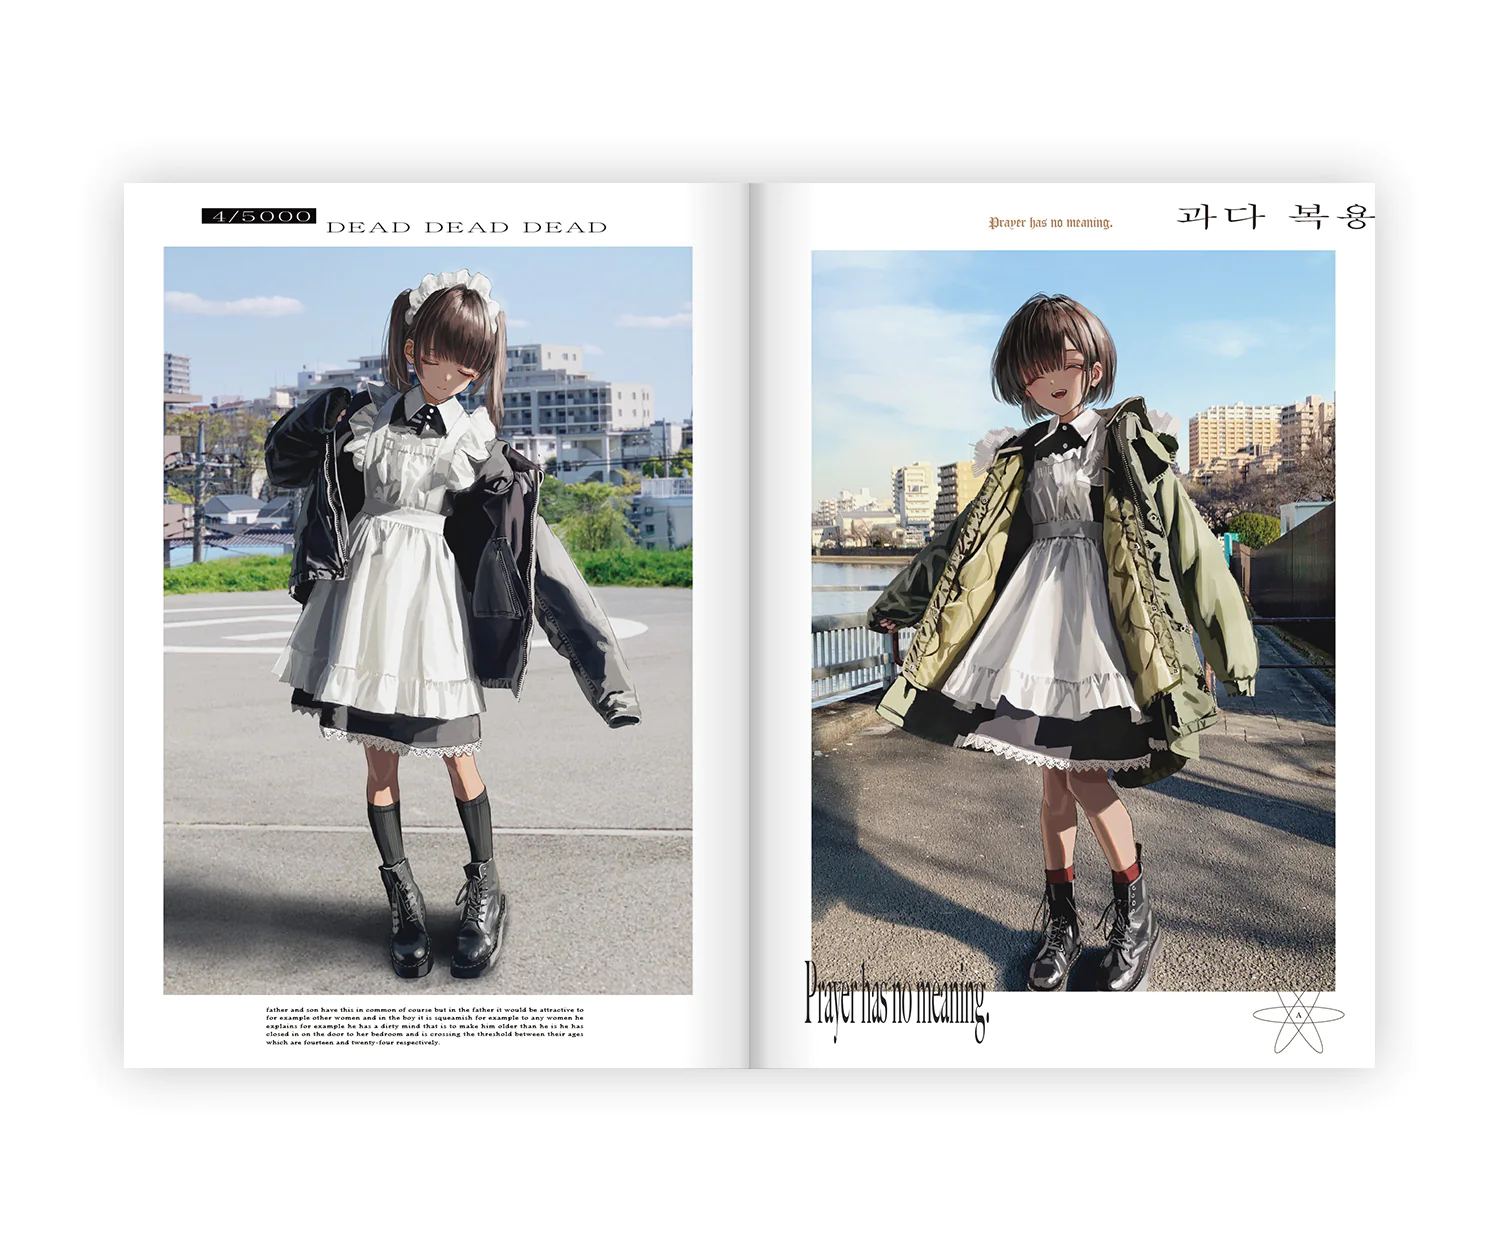 4/5000
DEAD DEAD DEAD
father and son have this in common of course but in the father it would be attractive to
for example other women and in the boy it is squeamish for example to any women he
explains for example he has a dirty mind that is to make him older than he is he has
closed in on the door to her bedroom and is crossing the threshold between their ages
which are fourteen and twenty-four respectively.
Prayer has no meaning.
과다 복용
Prayer has no meaning.
A